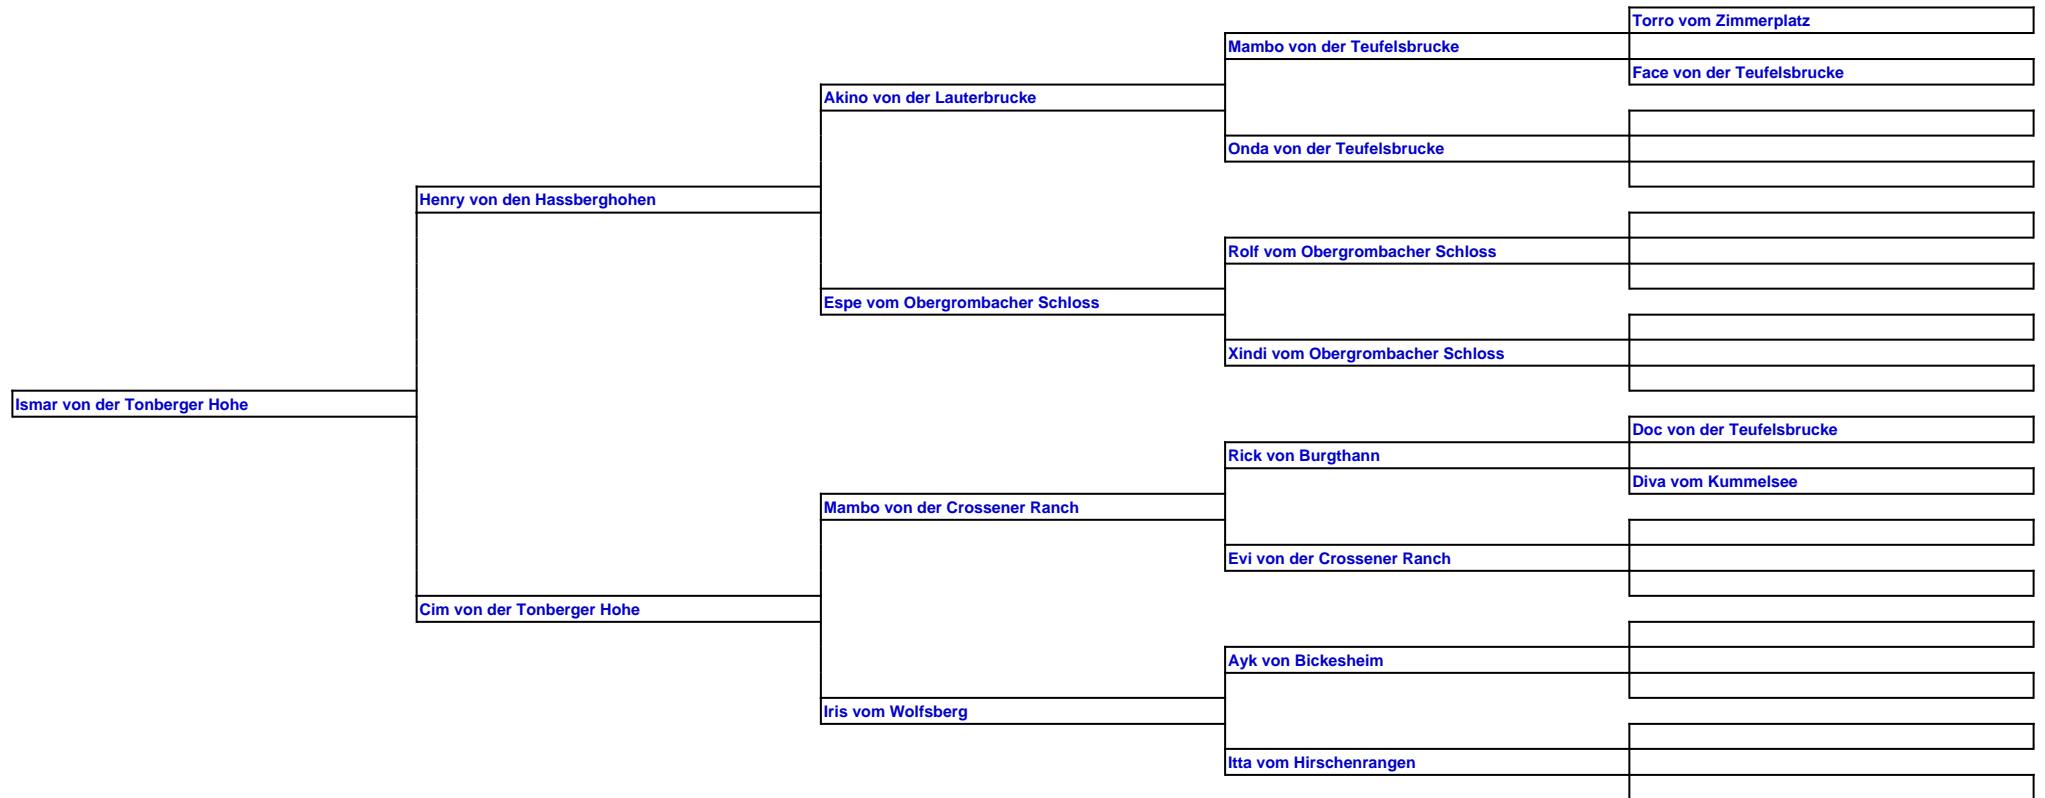 Torro vom Zimmerplatz
Mambo von der Teufelsbrucke
Face von der Teufelsbrucke
Akino von der Lauterbrucke
Onda von der Teufelsbrucke
Henry von den Hassberghohen
Rolf vom Obergrombacher Schloss
Espe vom Obergrombacher Schloss
Xindi vom Obergrombacher Schloss
Ismar von der Tonberger Hohe
Doc von der Teufelsbrucke
Rick von Burgthann
Diva vom Kummelsee
Mambo von der Crossener Ranch
Evi von der Crossener Ranch
Cim von der Tonberger Hohe
Ayk von Bickesheim
Iris vom Wolfsberg
Itta vom Hirschenrangen